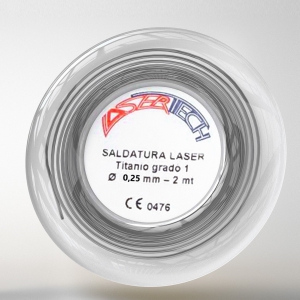 LASERTECH
SALDATURA LASER
Titanio grado 1
Ø 0,25 mm – 2 mt
CE 0476